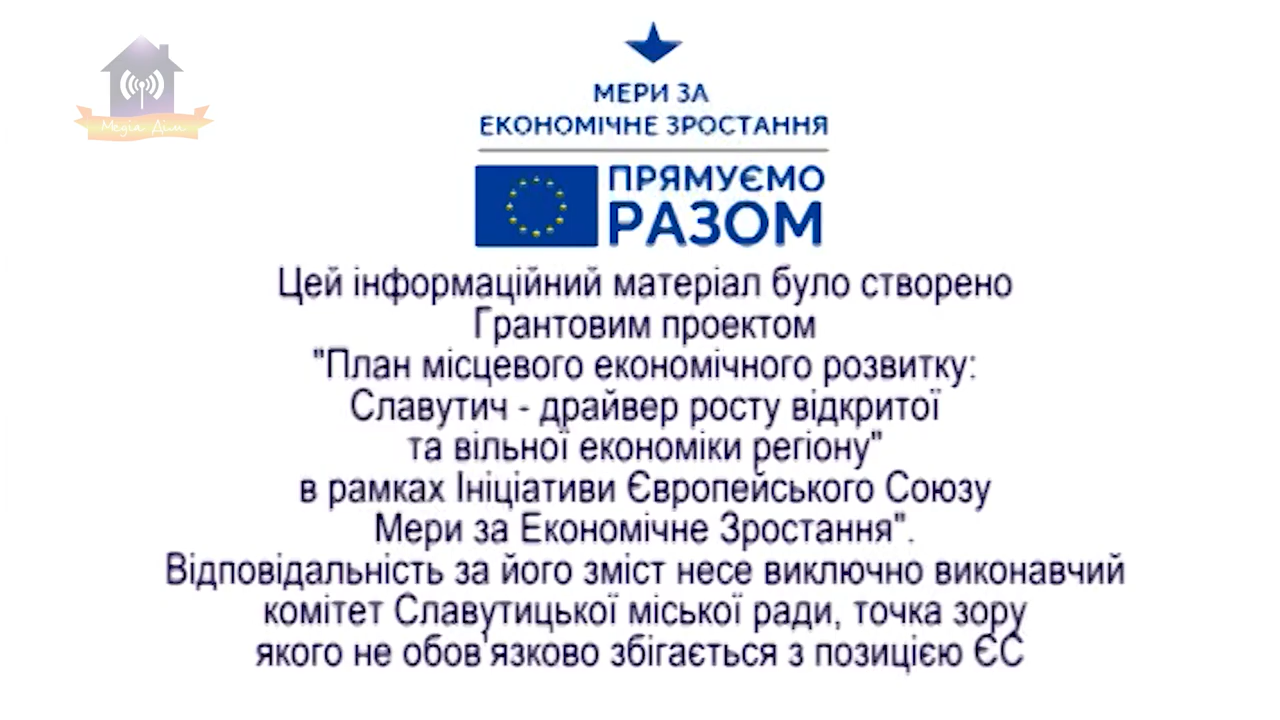 Медіа Дім
МЕРИ ЗА
ЕКОНОМІЧНЕ ЗРОСТАННЯ
ПРЯМУЄМО
РАЗОМ
Цей інформаційний матеріал було створено
Грантовим проектом
"План місцевого економічного розвитку:
Славутич - драйвер росту відкритої
та вільної економіки регіону"
в рамках Ініціативи Європейського Союзу
Мери за Економічне Зростання".
Відповідальність за його зміст несе виключно виконавчий
комітет Славутицької міської ради, точка зору
якого не обов'язково збігається з позицією ЄС